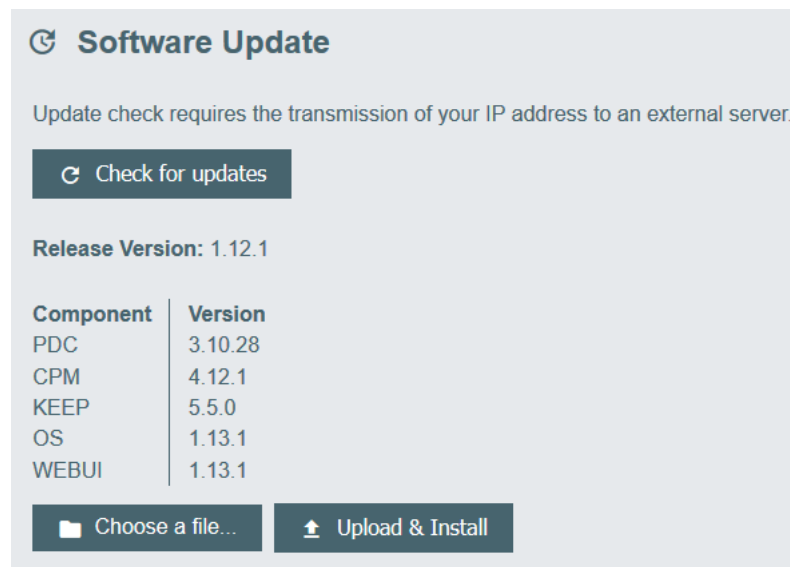 Software Update
Update check requires the transmission of your IP address to an external server.
Check for updates
Release Version: 1.12.1
Component Version
PDC 3.10.28
CPM 4.12.1
KEEP 5.5.0
OS 1.13.1
WEBUI 1.13.1
Choose a file... Upload & Install